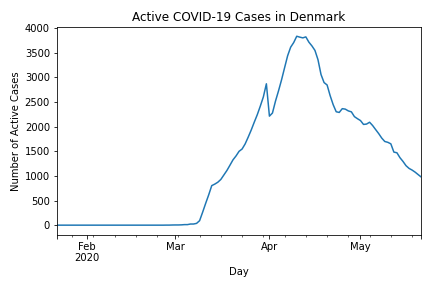 Active COVID-19 Cases in Denmark
4000
3500
3000
2500
2000
1500
1000
500
0
Number of Active Cases
Feb
2020
Mar
Apr
May
Day